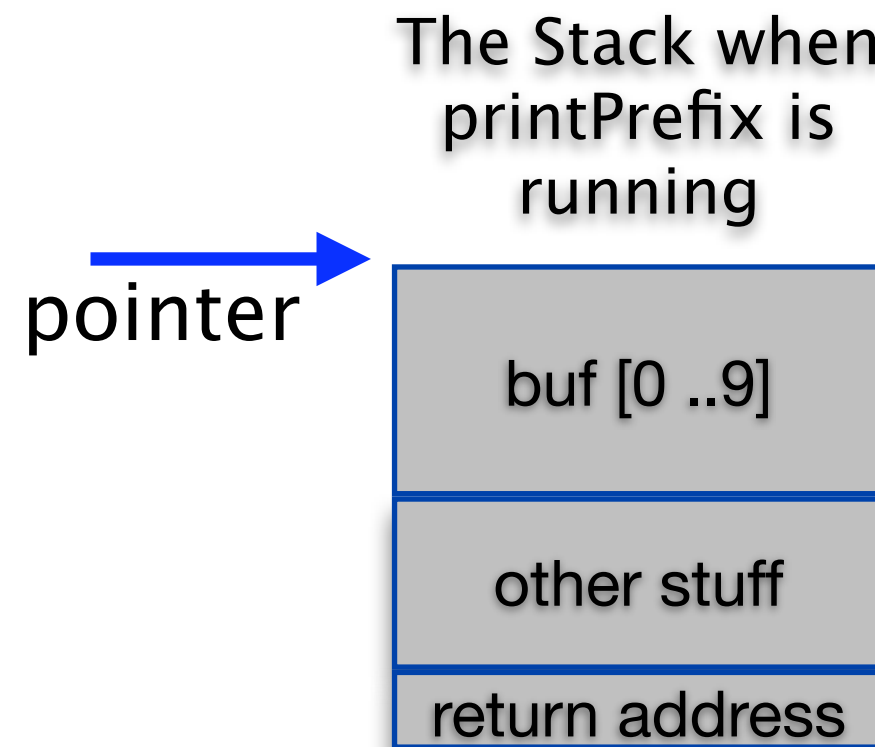 The Stack when
printPrefix is
running
pointer
buf [0 ..9]
other stuff
return address